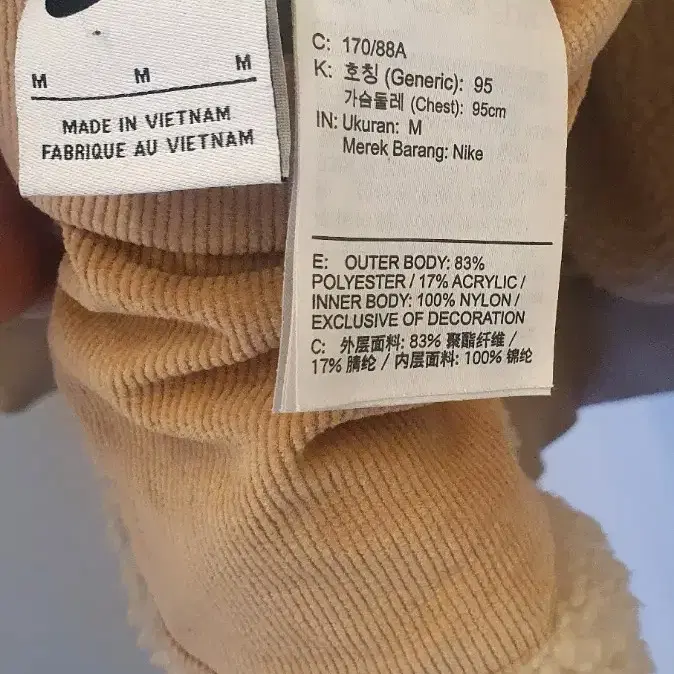 M M M
MADE IN VIETNAM
FABRIQUE AU VIETNAM
C: 170/88A
K: 호칭 (Generic): 95
가슴둘레 (Chest): 95cm
IN: Ukuran: M
Merek Barang: Nike
E: OUTER BODY: 83%
POLYESTER / 17% ACRYLIC /
INNER BODY: 100% NYLON /
EXCLUSIVE OF DECORATION
C: 外层面料: 83% 聚酯纤维 /
17% 腈纶 / 内层面料: 100% 锦纶